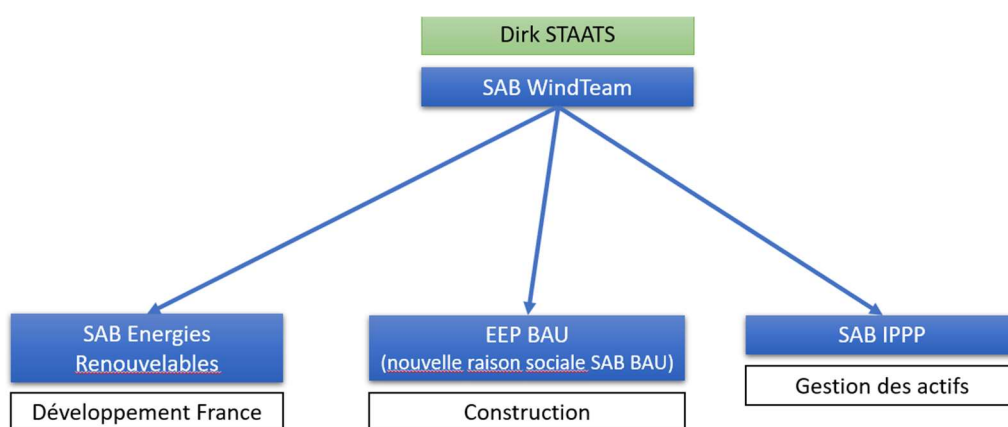 Dirk STAATS
SAB WindTeam
SAB Energies
Renouvelables
Développement France
EEP BAU
(nouvelle raison sociale SAB BAU)
Construction
SAB IPPP
Gestion des actifs